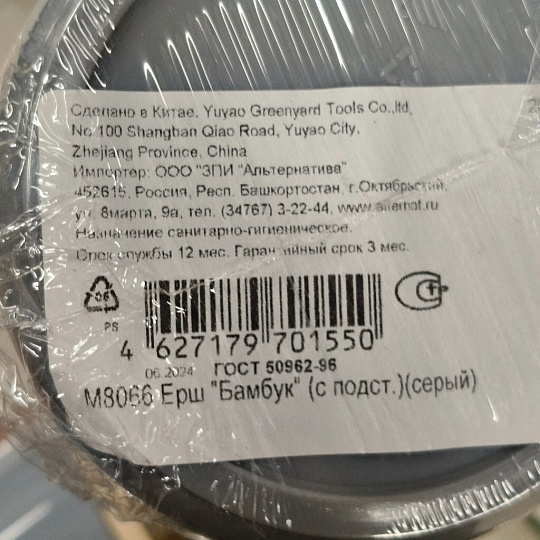 Сделано в Китае. Yuyao Greenyard Tools Co.,ltd,
No 100 Shangban Qiao Road, Yuyao City,
Zhejiang Province, China
Импортер: ООО "ЗПИ "Альтернатива"
452615, Россия, Респ. Башкортостан, г.Октябрьский,
ул. 8марта, 9а, тел. (34767) 3-22-44, www.alternat.ru
Назначение санитарно-гигиеническое.
Срок службы 12 мес. Гарантийный срок 3 мес.
06
PS
4 627179 701550
06.2024 ГОСТ 50962-96
М8066 Ерш "Бамбук" (с подст.)(серый)